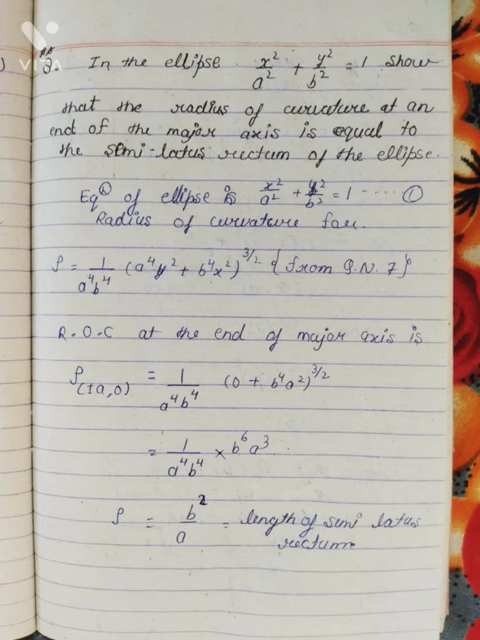 VITA
8. In the ellipse x²/a² + y²/b² = 1 show
that the radius of curvature at an
end of the major axis is equal to
the semi-latus rectum of the ellipse.
Eqⁿ of ellipse is x²/a² + y²/b² = 1 ----- ①
Radius of curvature for
ρ = 1/a⁴b⁴ (a⁴y² + b⁴x²)^3/2 {from Q.N. 7}
R.O.C at the end of major axis is
ρ(±a,0) = 1/a⁴b⁴ (0 + b⁴a²)^3/2
= 1/a⁴b⁴ × b⁶a³
ρ = b²/a = length of semi latus
rectum